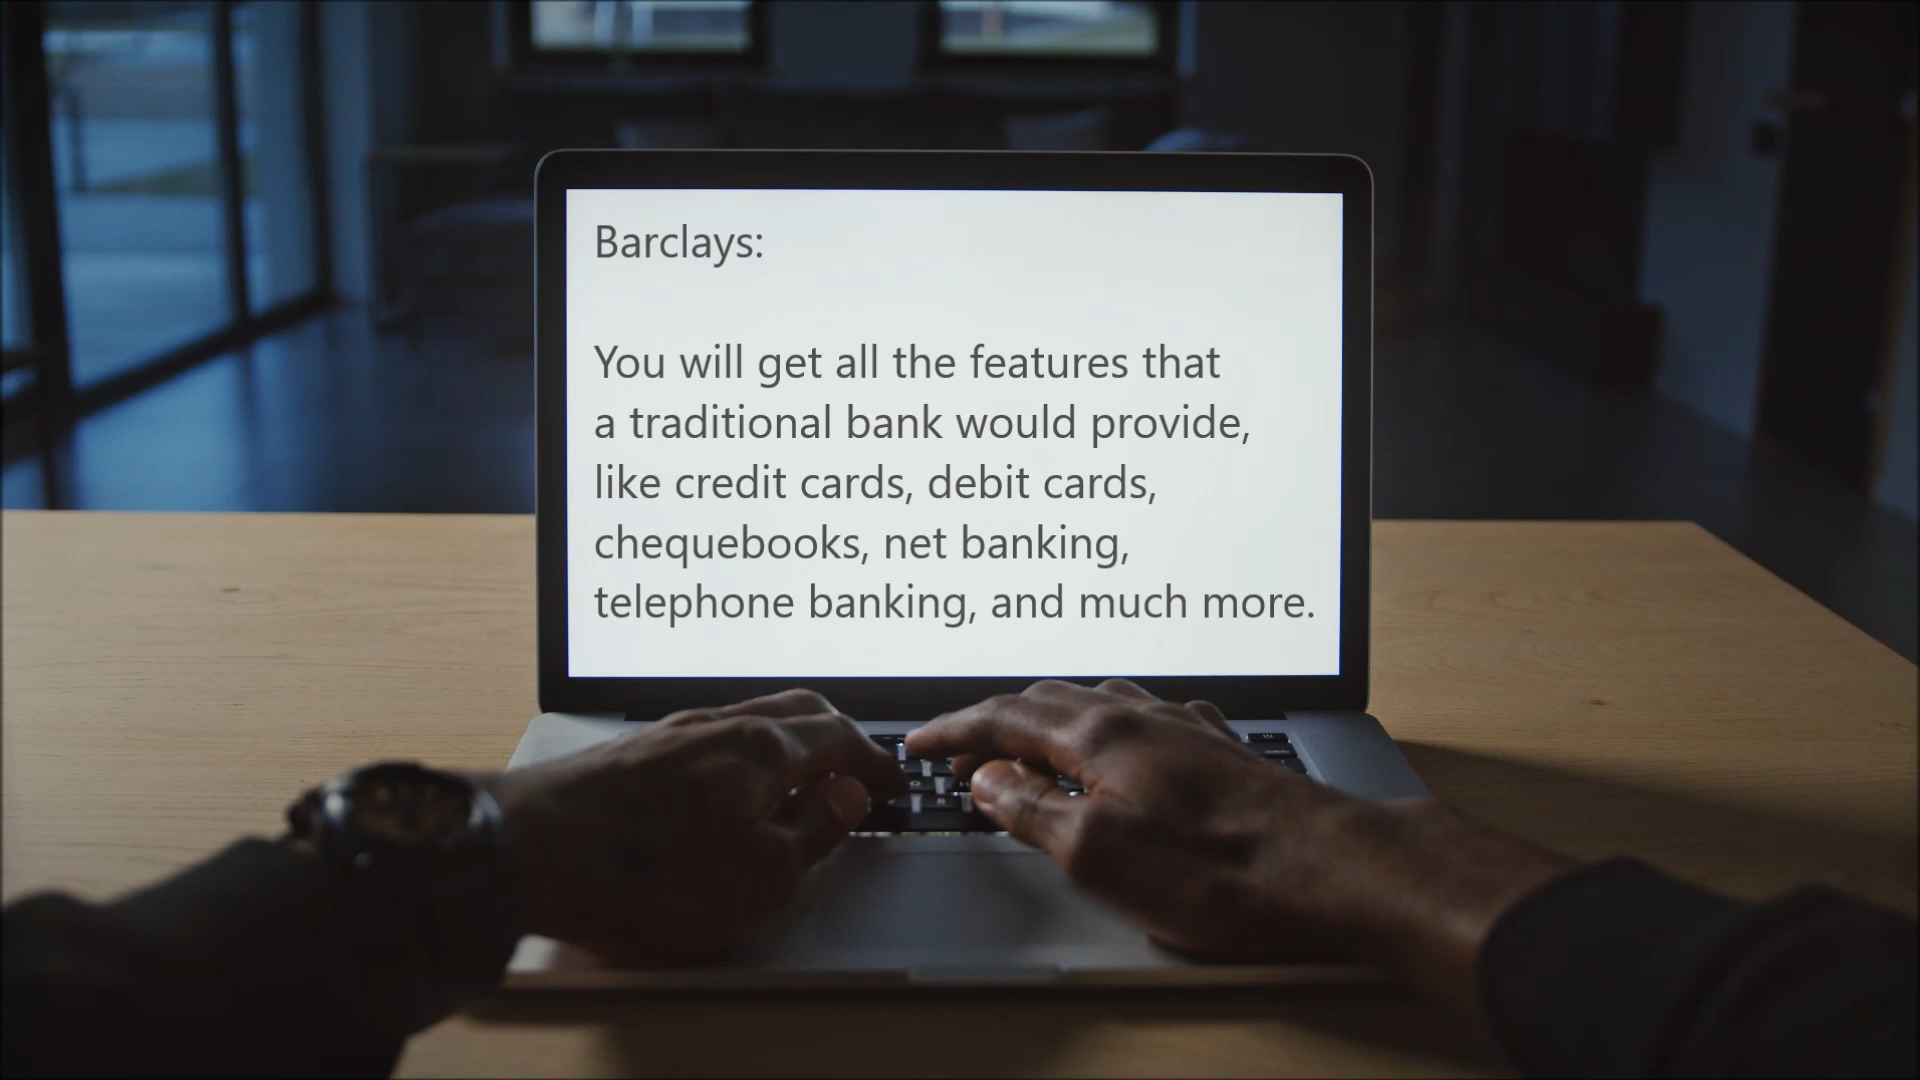 Barclays:
You will get all the features that
a traditional bank would provide,
like credit cards, debit cards,
chequebooks, net banking,
telephone banking, and much more.